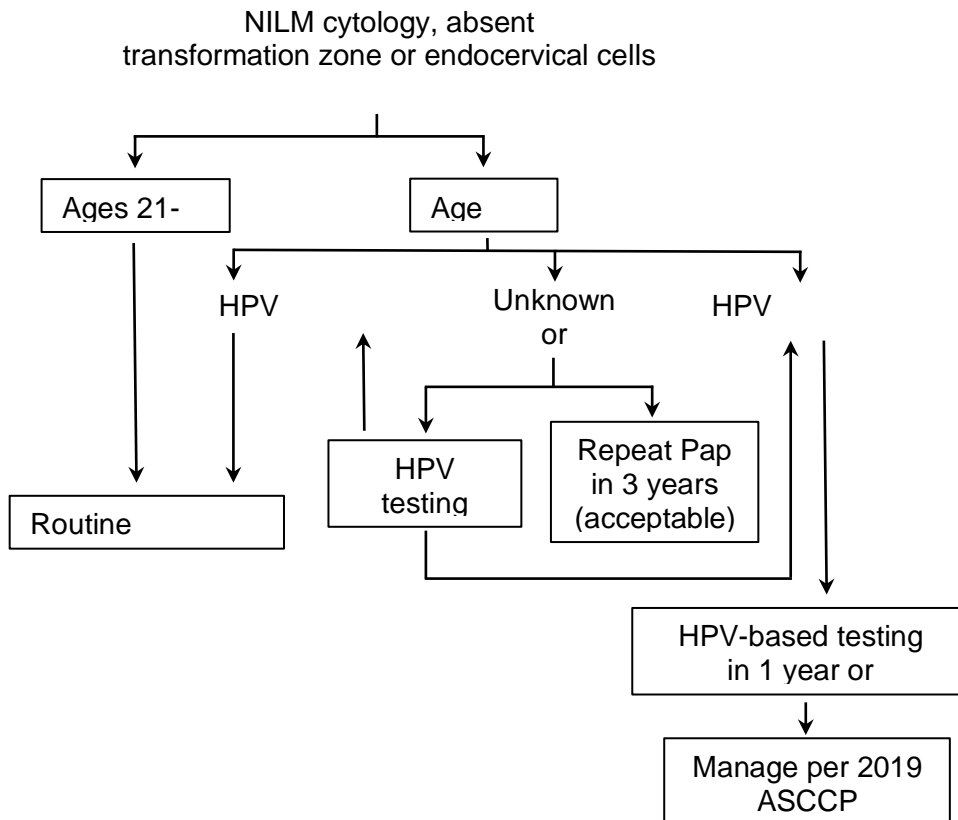 NILM cytology, absent
transformation zone or endocervical cells
Ages 21-
Age
HPV
Unknown
or
HPV
HPV
testing
Repeat Pap
in 3 years
(acceptable)
Routine
HPV-based testing
in 1 year or
Manage per 2019
ASCCP